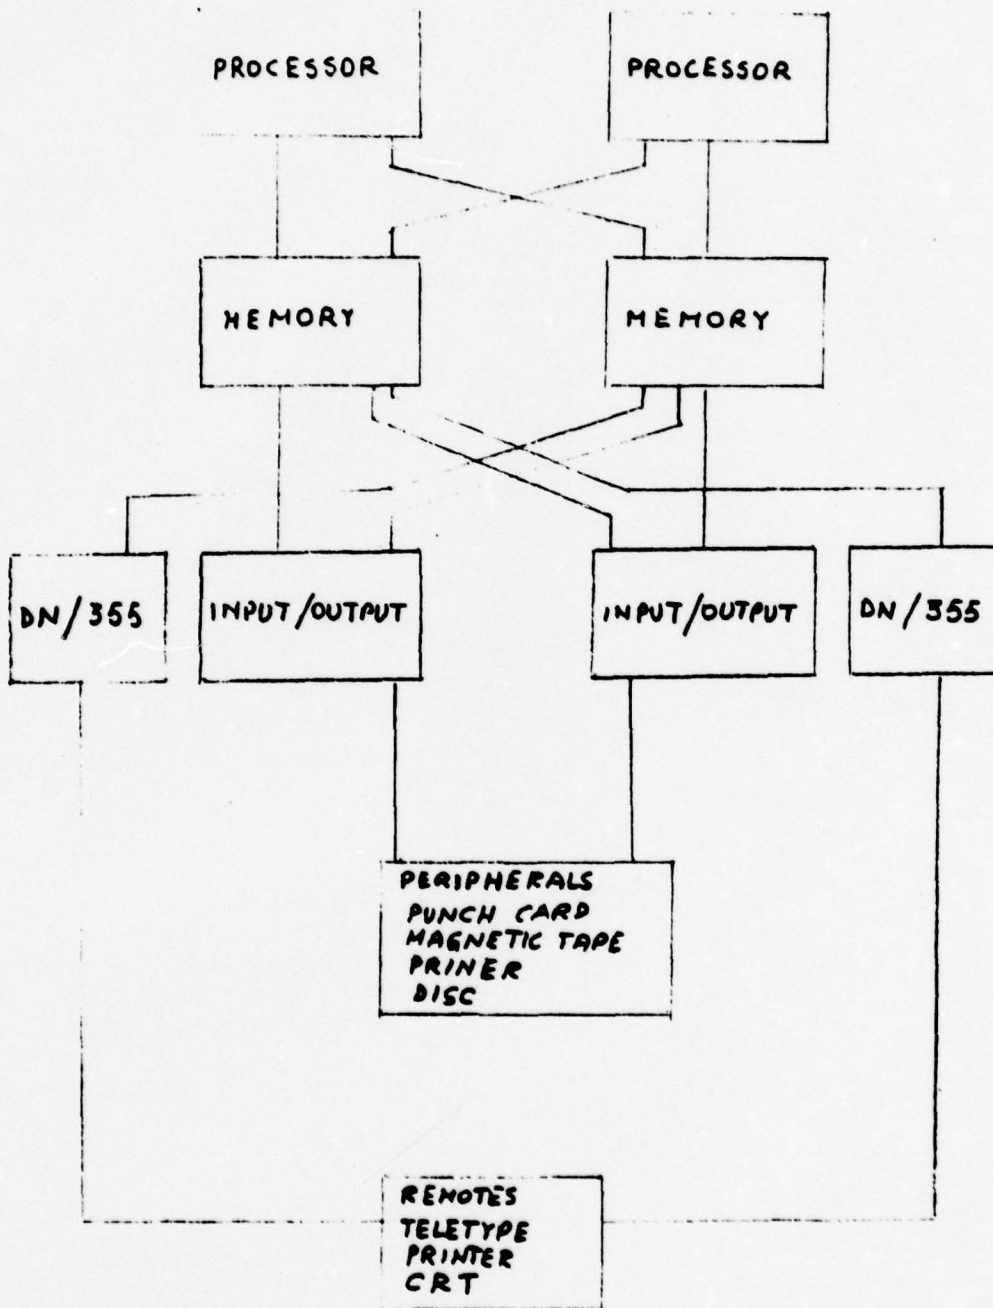 PROCESSOR
PROCESSOR
MEMORY
MEMORY
DN/355
INPUT/OUTPUT
INPUT/OUTPUT
DN/355
PERIPHERALS
PUNCH CARD
MAGNETIC TAPE
PRINER
DISC
REMOTES
TELETYPE
PRINTER
CRT